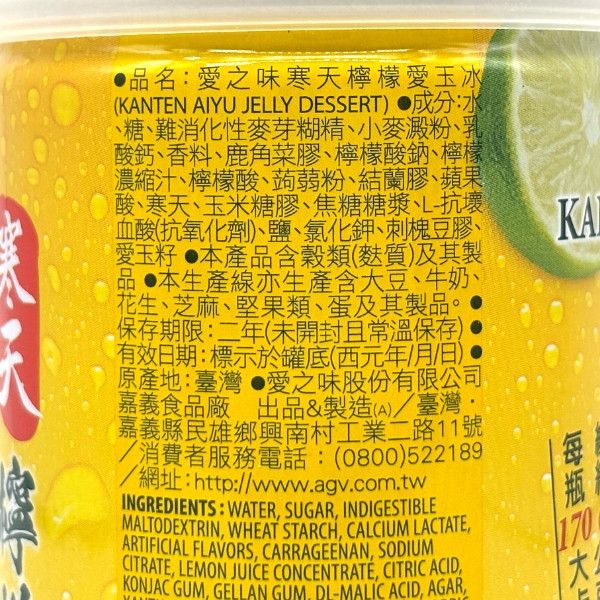 ●品名：愛之味寒天檸檬愛玉冰
(KANTEN AIYU JELLY DESSERT) ●成分：水
、糖、難消化性麥芽糊精、小麥澱粉、乳
酸鈣、香料、鹿角菜膠、檸檬酸鈉、檸檬
濃縮汁、檸檬酸、蒟蒻粉、結蘭膠、蘋果
酸、寒天、玉米糖膠、焦糖糖漿、L-抗壞
血酸(抗氧化劑)、鹽、氯化鉀、刺槐豆膠、
愛玉籽 ●本產品含穀類(麩質)及其製
品 ●本生產線亦生產含大豆、牛奶、
花生、芝麻、堅果類、蛋及其製品。●
保存期限：二年(未開封且常溫保存) ●
有效日期：標示於罐底(西元年/月/日) ●
原產地：臺灣 ●愛之味股份有限公司
嘉義食品廠 出品&製造(A)／臺灣．
嘉義縣民雄鄉興南村工業二路11號
／消費者服務電話：(0800)522189
／網址：http://www.agv.com.tw
INGREDIENTS: WATER, SUGAR, INDIGESTIBLE
MALTODEXTRIN, WHEAT STARCH, CALCIUM LACTATE,
ARTIFICIAL FLAVORS, CARRAGEENAN, SODIUM
CITRATE, LEMON JUICE CONCENTRATE, CITRIC ACID,
KONJAC GUM, GELLAN GUM, DL-MALIC ACID, AGAR,
寒天
檸
KA
每瓶
170
大卡